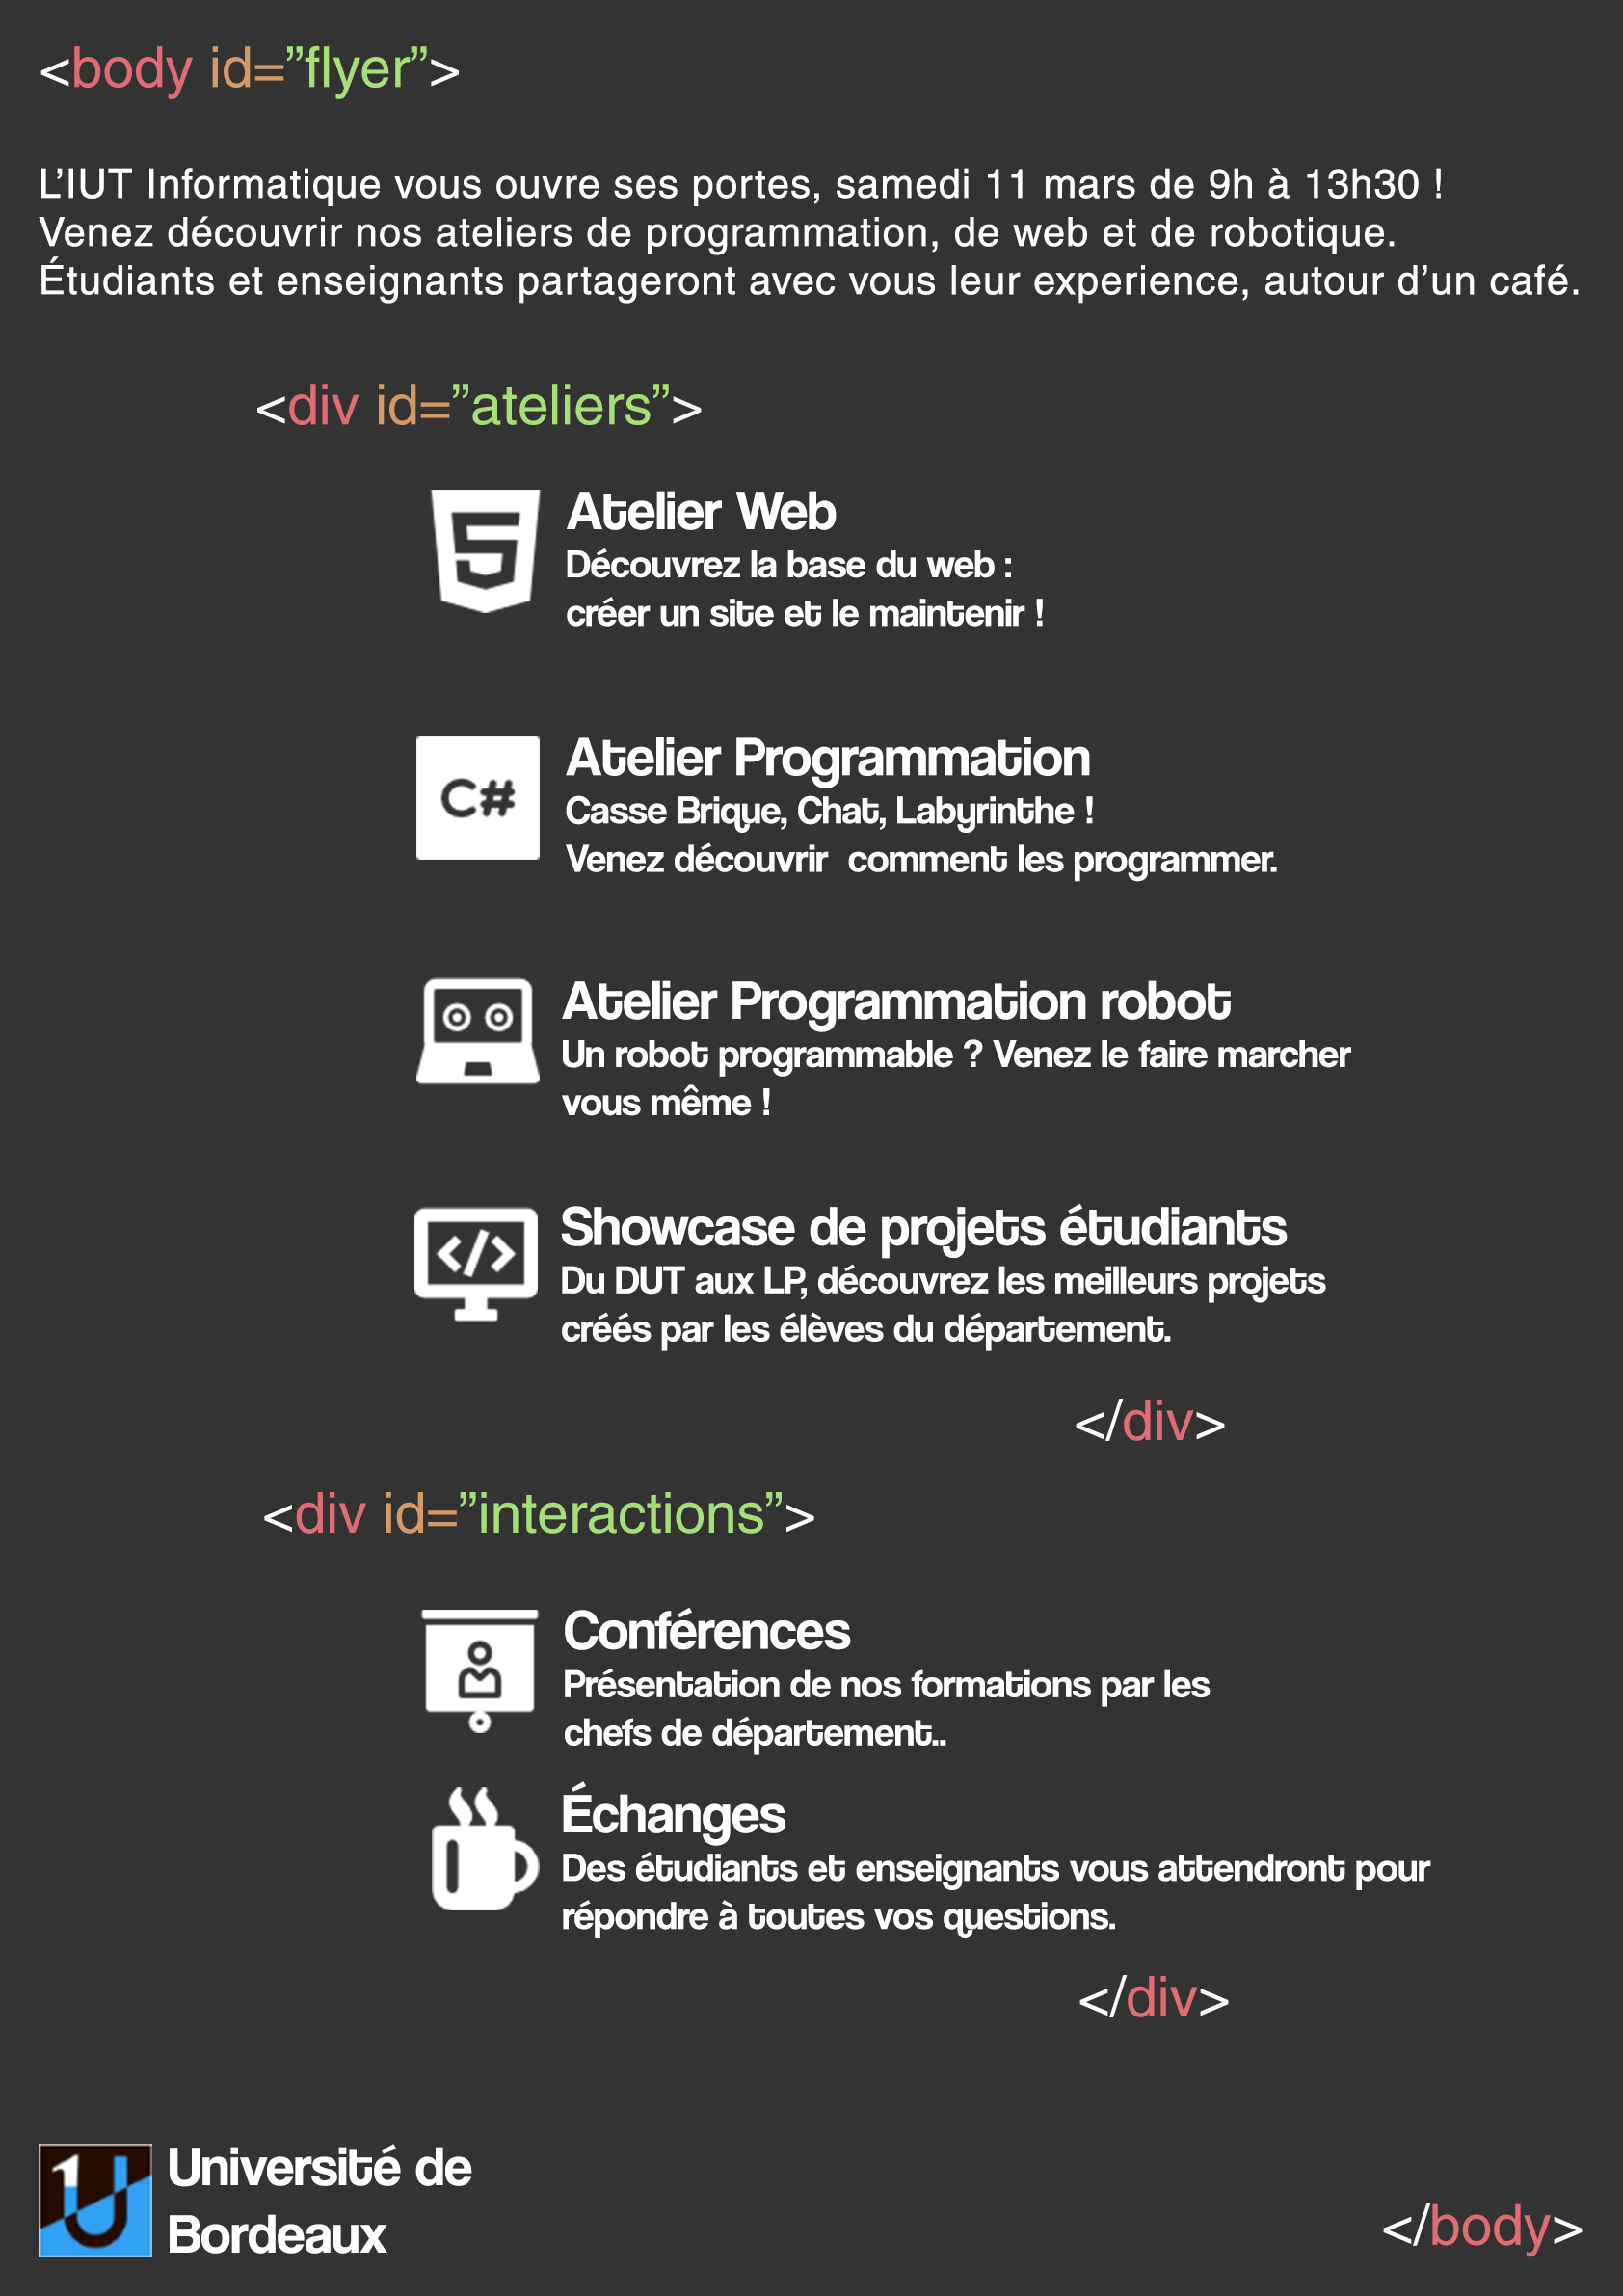 <body id=”flyer”>
L’IUT Informatique vous ouvre ses portes, samedi 11 mars de 9h à 13h30 !
Venez découvrir nos ateliers de programmation, de web et de robotique.
Étudiants et enseignants partageront avec vous leur experience, autour d’un café.
<div id=”ateliers”>
Atelier Web
Découvrez la base du web :
créer un site et le maintenir !
C#
Atelier Programmation
Casse Brique, Chat, Labyrinthe !
Venez découvrir  comment les programmer.
Atelier Programmation robot
Un robot programmable ? Venez le faire marcher
vous même !
</>
Showcase de projets étudiants
Du DUT aux LP, découvrez les meilleurs projets
créés par les élèves du département.
</div>
<div id=”interactions”>
Conférences
Présentation de nos formations par les
chefs de département..
Échanges
Des étudiants et enseignants vous attendront pour
répondre à toutes vos questions.
</div>
1U
Université de
Bordeaux
</body>